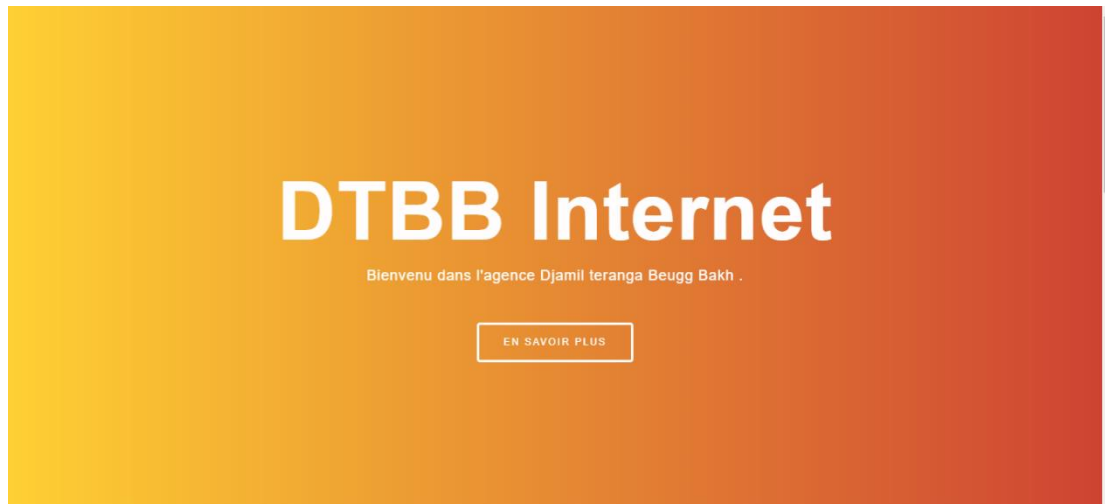 DTBB Internet
Bienvenu dans l'agence Djamil teranga Beugg Bakh .
EN SAVOIR PLUS